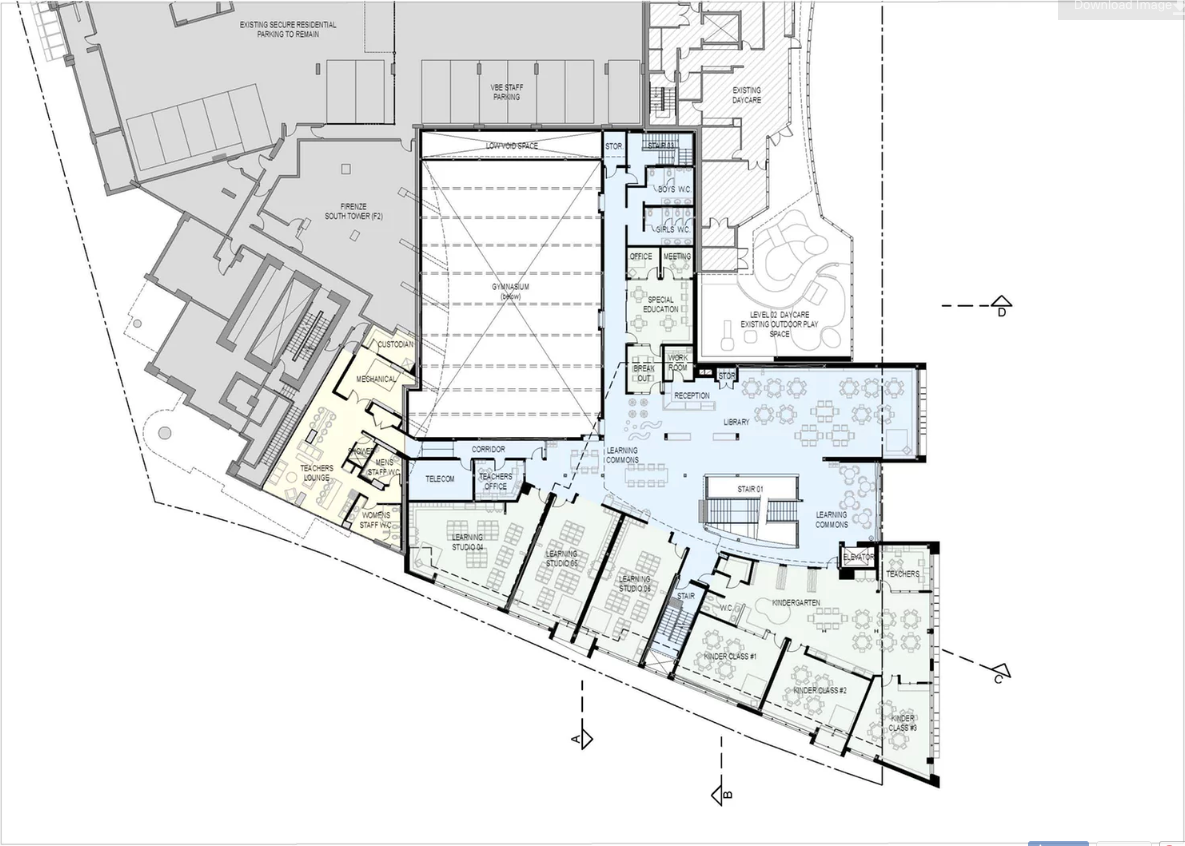 Download Image
EXISTING SECURE RESIDENTIAL
PARKING TO REMAIN
VBE STAFF
PARKING
EXISTING
DAYCARE
LOW VOID SPACE
STOR.
STAIR 03
BOYS W.C.
FIRENZE
SOUTH TOWER (F2)
GIRLS W.C.
OFFICE
MEETING
GYMNASIUM
(below)
SPECIAL
EDUCATION
LEVEL 02 DAYCARE
EXISTING OUTDOOR PLAY
SPACE
D
CUSTODIAN
MECHANICAL
BREAK
OUT
WORK
ROOM
STOR
RECEPTION
LIBRARY
SHOWER
CORRIDOR
LEARNING
COMMONS
MENS
STAFF W.C.
TEACHERS
LOUNGE
TELECOM
TEACHERS
OFFICE
STAIR 01
WOMENS
STAFF W.C.
LEARNING
COMMONS
LEARNING
STUDIO 04
LEARNING
STUDIO 05
ELEVATOR
LEARNING
STUDIO 06
TEACHERS
STAIR
W.C.
KINDERGARTEN
KINDER CLASS #1
KINDER CLASS #2
KINDER
CLASS #3
C
A
B